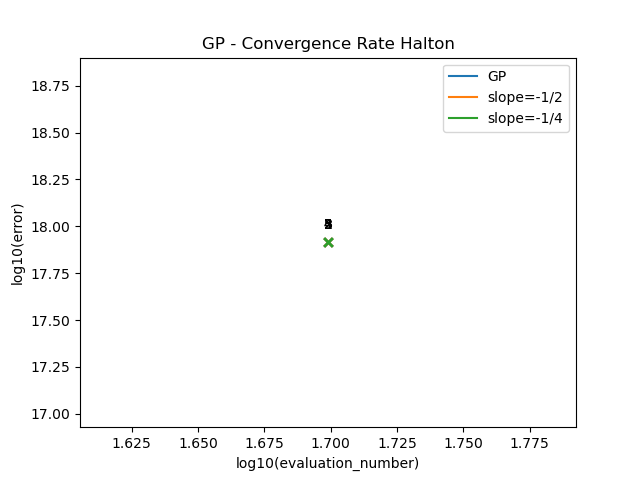 GP - Convergence Rate Halton
GP
slope=-1/2
slope=-1/4
18.75
18.50
18.25
18.00
17.75
17.50
17.25
17.00
log10(error)
1.625
1.650
1.675
1.700
1.725
1.750
1.775
log10(evaluation_number)